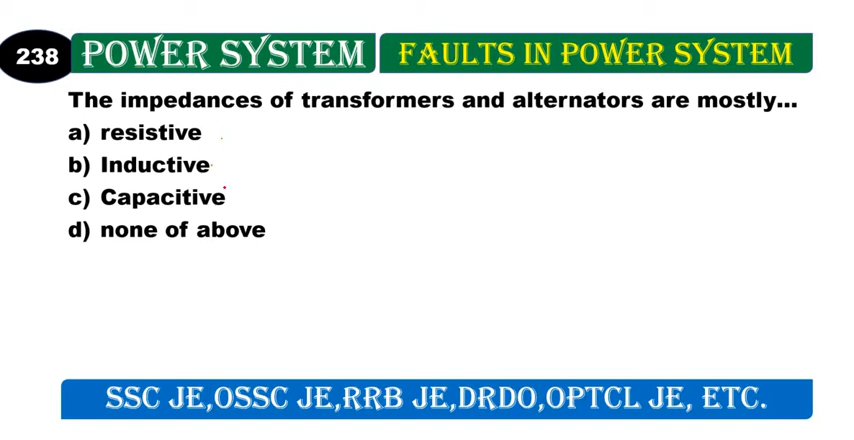 238
POWER SYSTEM
FAULTS IN POWER SYSTEM
The impedances of transformers and alternators are mostly...
a) resistive
b) Inductive
c) Capacitive
d) none of above
SSC JE,OSSC JE,RRB JE,DRDO,OPTCL JE, ETC.